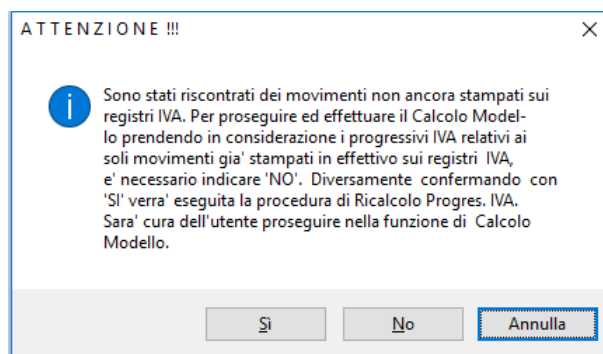 A T T E N Z I O N E !!!
Sono stati riscontrati dei movimenti non ancora stampati sui
registri IVA. Per proseguire ed effettuare il Calcolo Model-
lo prendendo in considerazione i progressivi IVA relativi ai
soli movimenti gia' stampati in effettivo sui registri  IVA,
e' necessario indicare 'NO'.  Diversamente  confermando  con
'SI' verra' eseguita la procedura di Ricalcolo Progres. IVA.
Sara' cura dell'utente proseguire nella funzione di  Calcolo
Modello.
Sì
No
Annulla